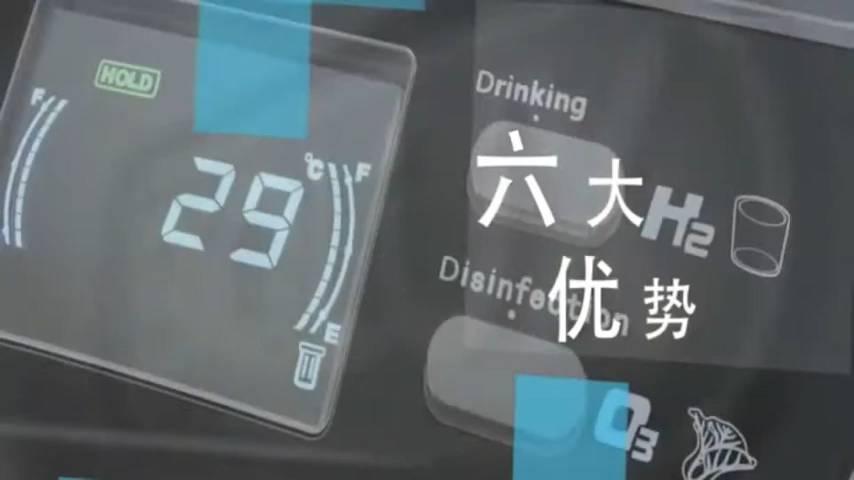 HOLD
F
29
℃
F
E
Drinking
H2
Disinfection
O3
六大
优势